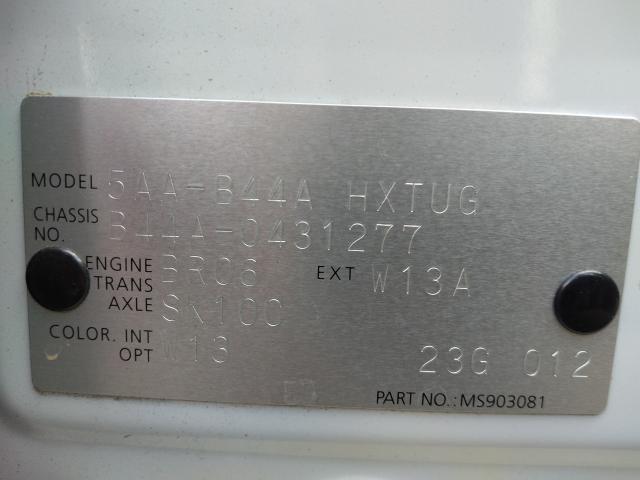 MODEL 5AA-B44A HXTUG
CHASSIS NO. B44A-0431277
ENGINE BR06 EXT W13A
TRANS AXLE SK100
COLOR. INT
OPT W13 23G 012
PART NO.:MS903081